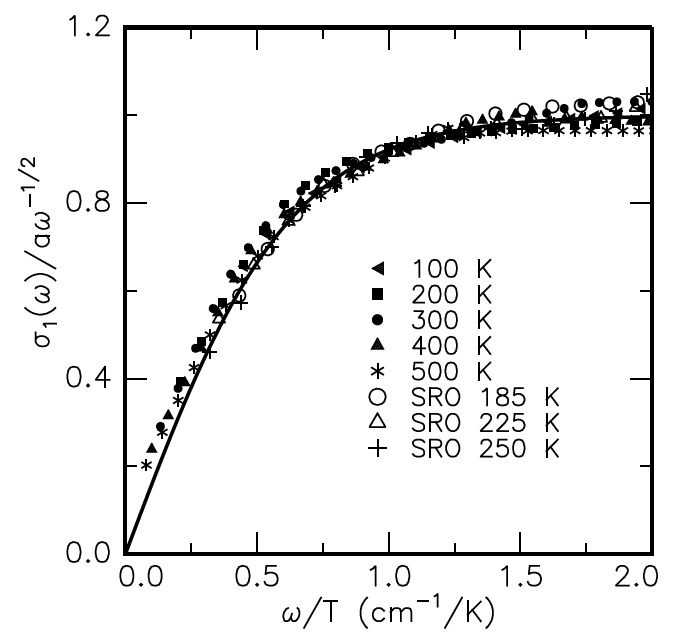 1.2
0.8
0.4
0.0
σ₁(ω)/aω⁻¹/²
100 K
200 K
300 K
400 K
500 K
SRO 185 K
SRO 225 K
SRO 250 K
0.0 0.5 1.0 1.5 2.0
ω/T (cm⁻¹/K)